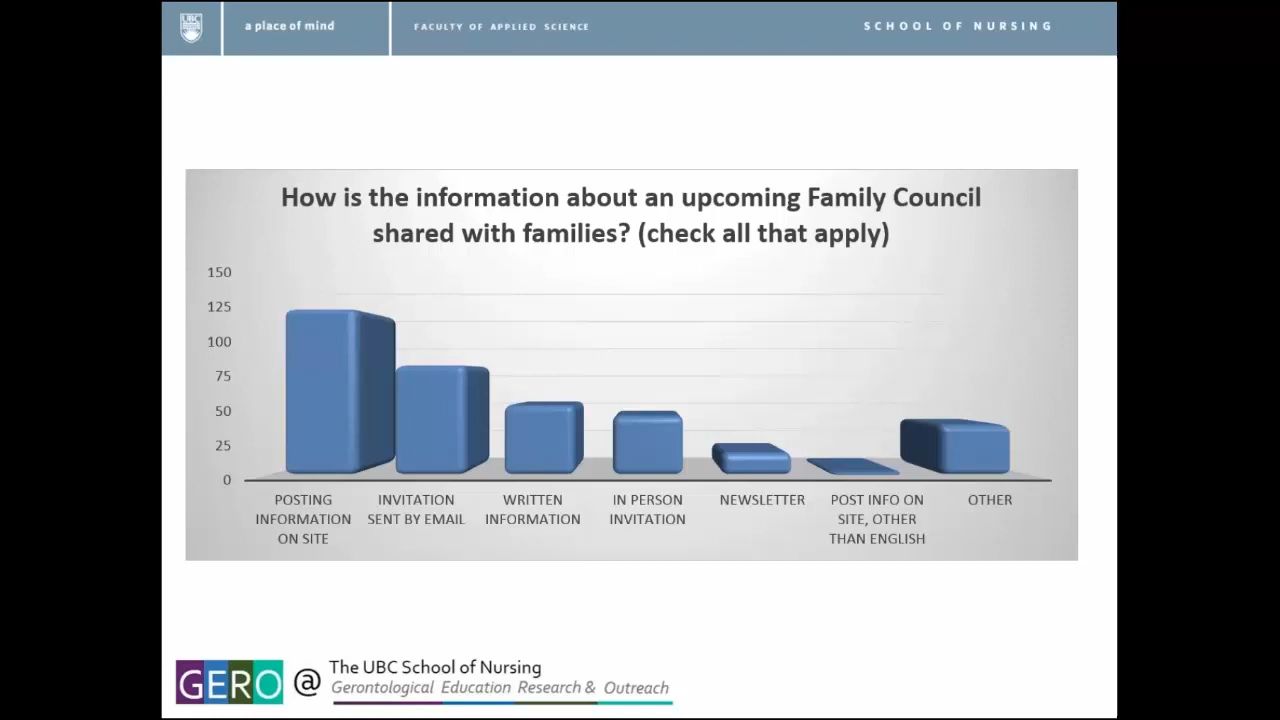 UBC
a place of mind
FACULTY OF APPLIED SCIENCE
SCHOOL OF NURSING
How is the information about an upcoming Family Council
shared with families? (check all that apply)
150
125
100
75
50
25
0
POSTING
INFORMATION
ON SITE
INVITATION
SENT BY EMAIL
WRITTEN
INFORMATION
IN PERSON
INVITATION
NEWSLETTER
POST INFO ON
SITE, OTHER
THAN ENGLISH
OTHER
GERO @ The UBC School of Nursing
Gerontological Education Research & Outreach